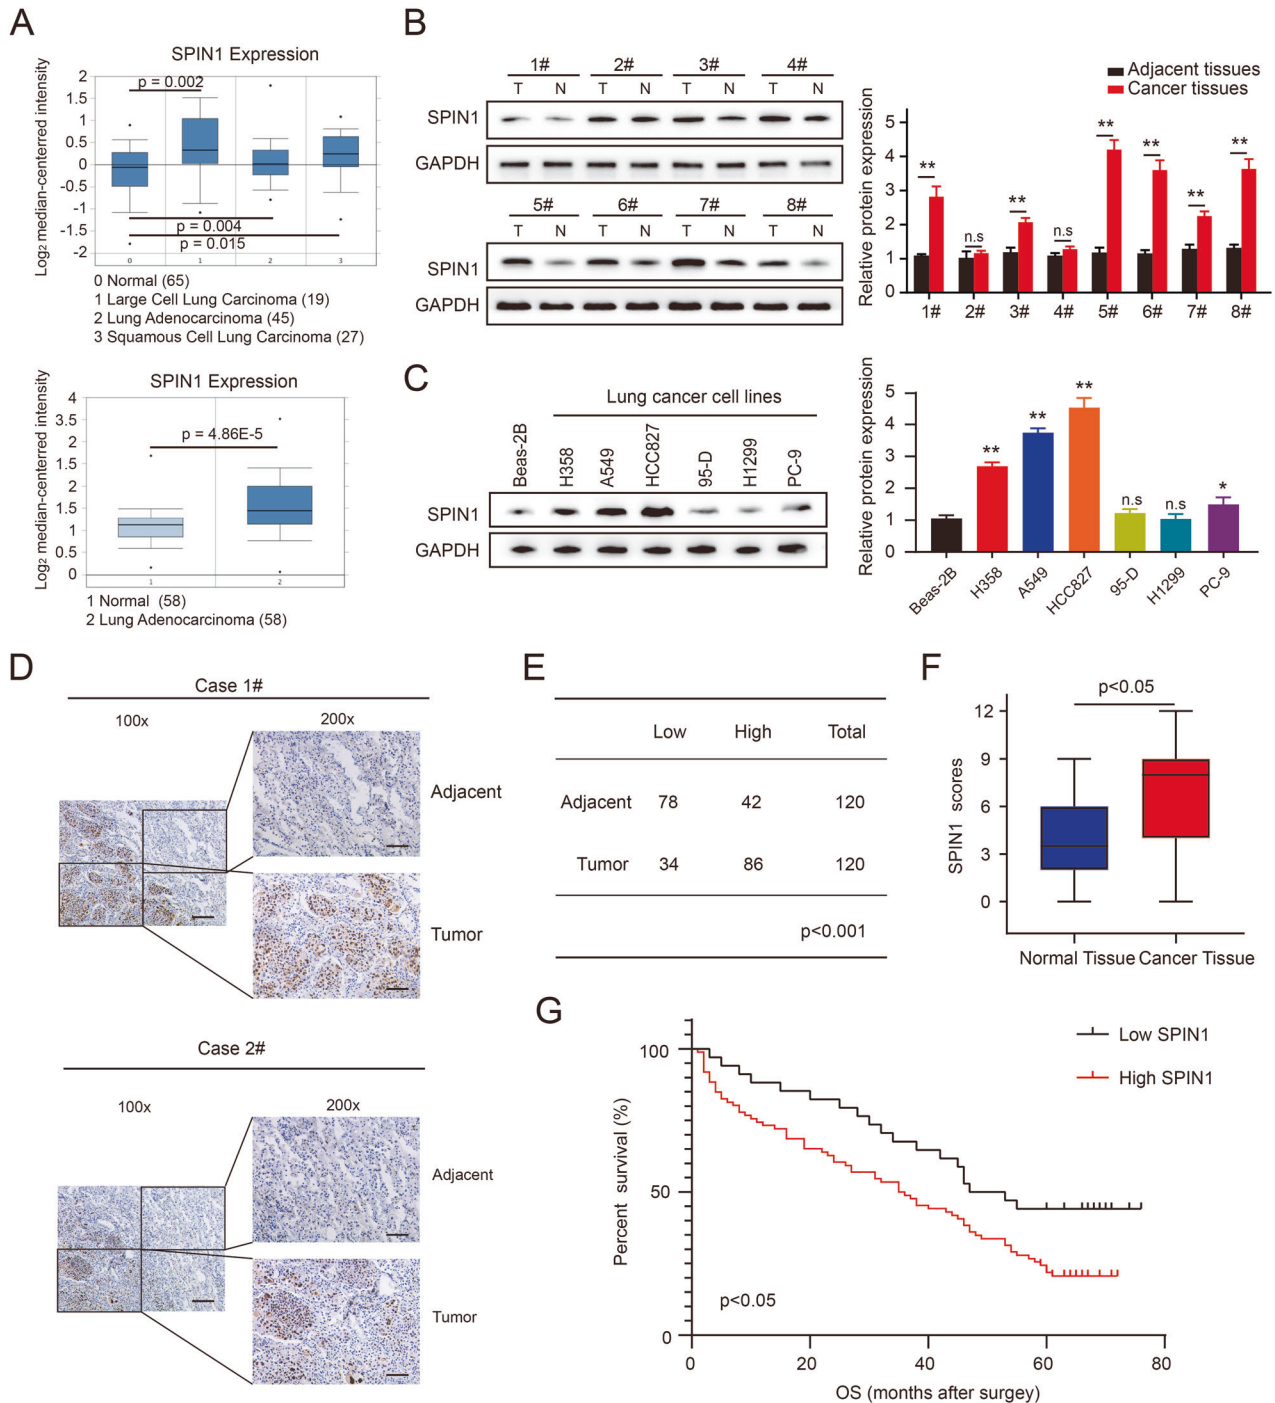 A
SPIN1 Expression
Log2 median-centerred intensity
2
1.5
1
0.5
0
-0.5
-1
-1.5
-2
p = 0.002
p = 0.004
p = 0.015
0
1
2
3
0 Normal (65)
1 Large Cell Lung Carcinoma (19)
2 Lung Adenocarcinoma (45)
3 Squamous Cell Lung Carcinoma (27)
SPIN1 Expression
Log2 median-centerred intensity
4
3.5
2
1.5
1.5
1
0.5
0
p = 4.86E-5
1
2
1 Normal (58)
2 Lung Adenocarcinoma (58)
B
1# 2# 3# 4#
T N T N T N T N
SPIN1
GAPDH
5# 6# 7# 8#
T N T N T N T N
SPIN1
GAPDH
Adjacent tissues
Cancer tissues
Relative protein expression
5
4
3
2
1
0
** n.s ** n.s ** ** ** **
1# 2# 3# 4# 5# 6# 7# 8#
C
Lung cancer cell lines
Beas-2B H358 A549 HCC827 95-D H1299 PC-9
SPIN1
GAPDH
Relative protein expression
5
4
3
2
1
0
** ** ** n.s n.s *
Beas-2B H358 A549 HCC827 95-D H1299 PC-9
D
Case 1#
100x 200x
Adjacent
Tumor
Case 2#
100x 200x
Adjacent
Tumor
E
Low High Total
Adjacent 78 42 120
Tumor 34 86 120
p<0.001
F
p<0.05
SPIN1 scores
12
9
6
3
0
Normal Tissue Cancer Tissue
G
Low SPIN1
High SPIN1
Percent survival (%)
100
50
0
p<0.05
0 20 40 60 80
OS (months after surgey)